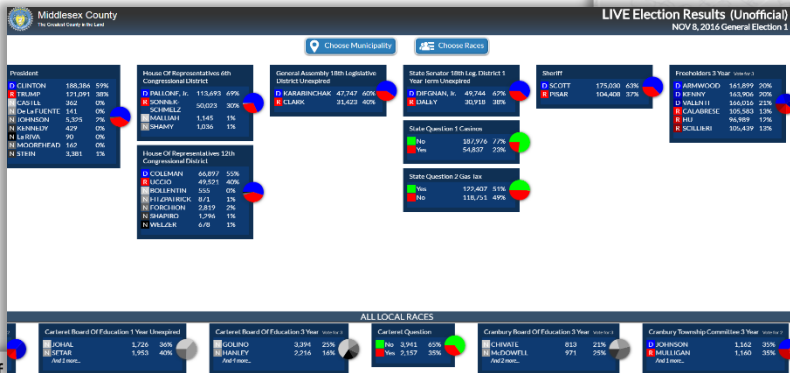 Middlesex County
The Greatest County in the Land
LIVE Election Results (Unofficial)
NOV 8, 2016 General Election 1
Choose Municipality
Choose Races
President
D CLINTON 188,386 59%
R TRUMP 121,091 38%
N CASTLE 362 0%
N De La FUENTE 141 0%
N JOHNSON 5,325 2%
N KENNEDY 429 0%
N La RIVA 90 0%
N MOOREHEAD 162 0%
N STEIN 3,381 1%
House Of Representatives 6th
Congressional District
D PALLONE, Jr. 113,693 69%
R SONNEK-
SCHMELZ 50,023 30%
N MALLIAH 1,145 1%
N SHAMY 1,036 1%
House Of Representatives 12th
Congressional District
D COLEMAN 66,897 55%
R UCCIO 49,521 40%
N BOLLENTIN 555 0%
N FITZPATRICK 871 1%
N FORCHION 2,819 2%
N SHAPIRO 1,296 1%
N WELZER 678 1%
General Assembly 18th Legislative
District Unexpired
D KARABINCHAK 47,747 60%
R CLARK 31,423 40%
State Senator 18th Leg. District 1
Year Term Unexpired
D DIEGNAN, Jr. 49,744 62%
R DALEY 30,918 38%
State Question 1 Casinos
No 187,976 77%
Yes 54,837 23%
State Question 2 Gas Tax
Yes 122,407 51%
No 118,751 49%
Sheriff
D SCOTT 175,030 63%
R PISAR 104,408 37%
Freeholders 3 Year Vote for 3
D ARMWOOD 161,899 20%
D KENNY 163,906 20%
D VALENTI 166,016 21%
R CALABRESE 105,583 13%
R HU 96,989 12%
R SCILLIERI 105,439 13%
ALL LOCAL RACES
Carteret Board Of Education 1 Year Unexpired
N JOHAL 1,726 36%
N SETAR 1,953 40%
And 1 more...
Carteret Board Of Education 3 Year Vote for 3
N GOLINO 3,394 25%
N HANLEY 2,216 16%
And 4 more...
Carteret Question
No 3,941 65%
Yes 2,157 35%
Cranbury Board Of Education 3 Year Vote for 3
N CHIVATE 813 21%
N McDOWELL 971 25%
And 2 more...
Cranbury Township Committee 3 Year Vote for 2
D JOHNSON 1,162 35%
R MULLIGAN 1,160 35%
And 1 more...